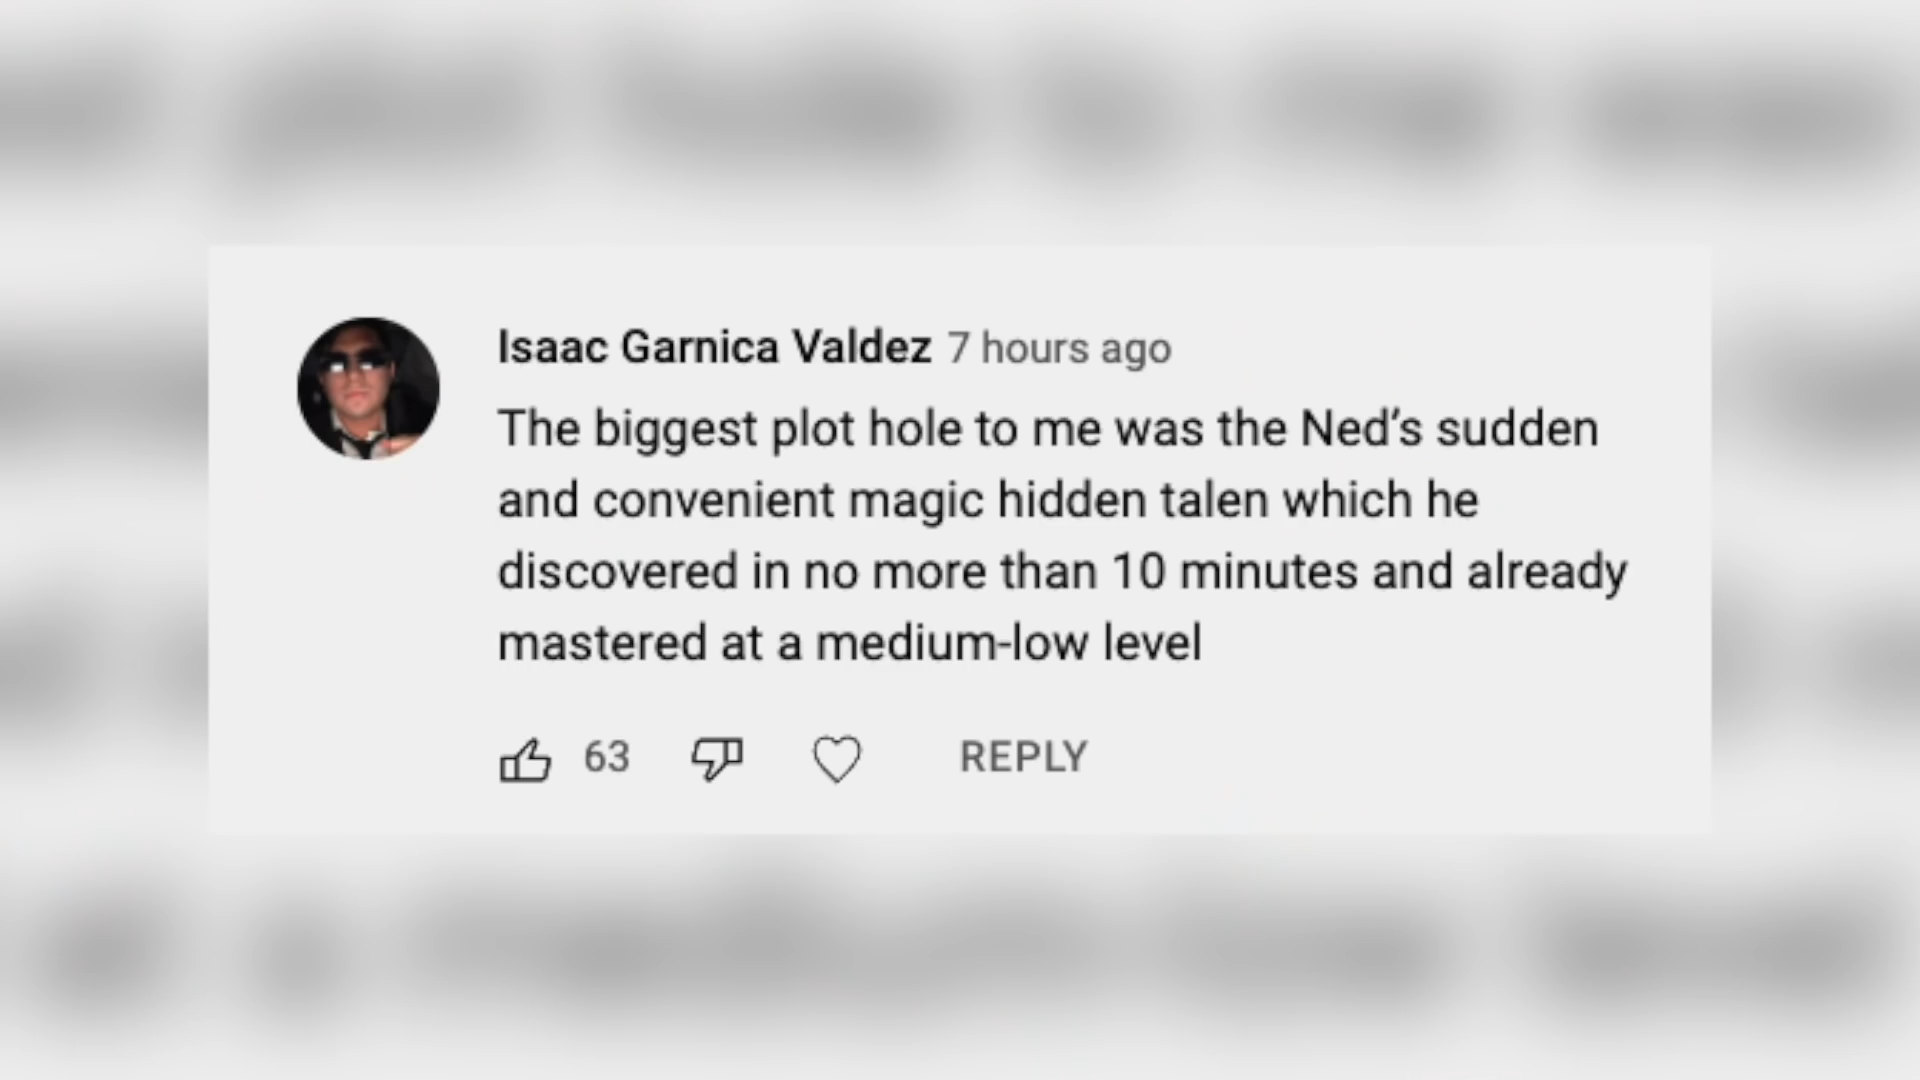 Isaac Garnica Valdez 7 hours ago
The biggest plot hole to me was the Ned’s sudden
and convenient magic hidden talen which he
discovered in no more than 10 minutes and already
mastered at a medium-low level
63 REPLY